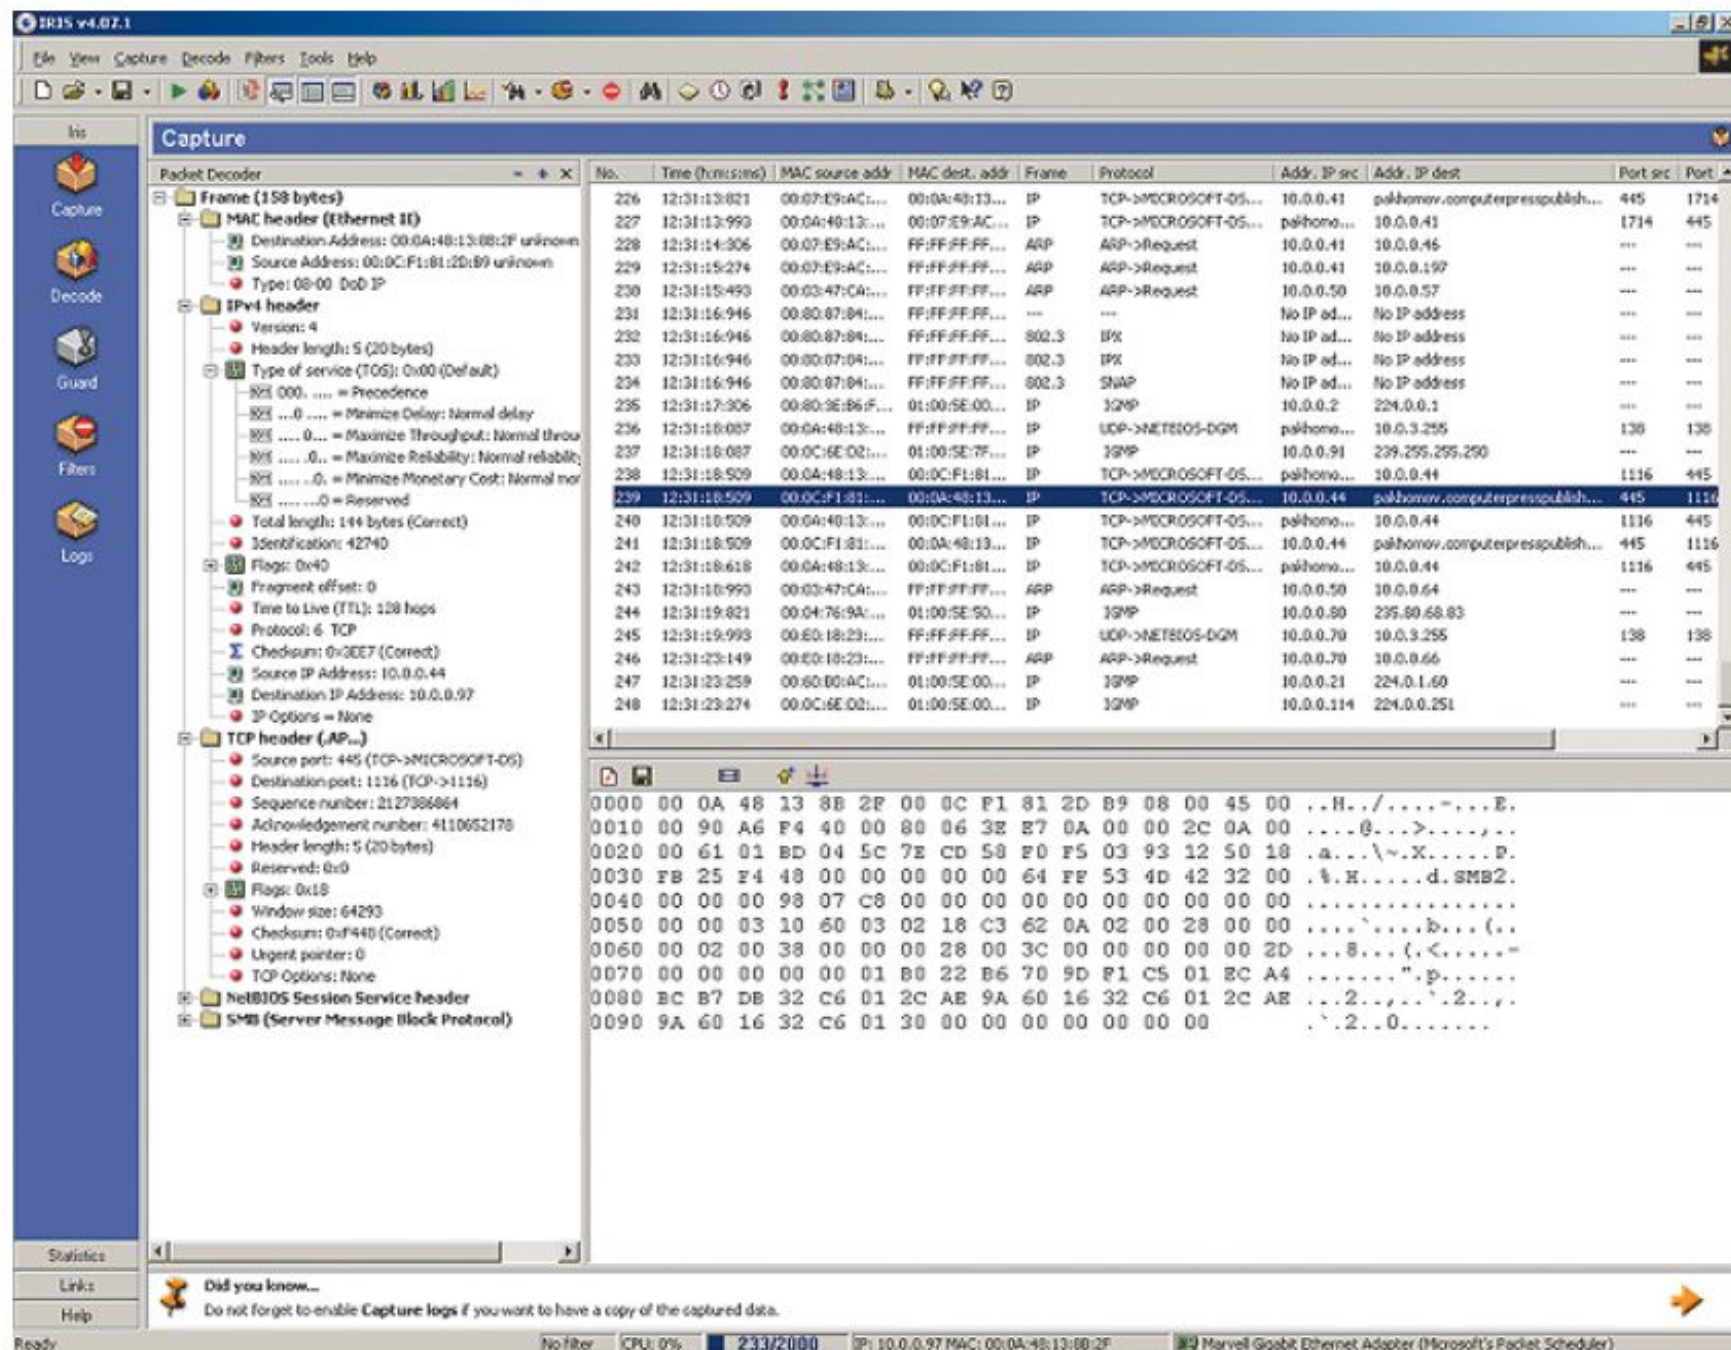 IRIS v4.07.1
File View Capture Decode Filters Tools Help
Iris
Capture
Decode
Guard
Filters
Logs
Statistics
Links
Help
Capture
Packet Decoder
Frame (158 bytes)
MAC header (Ethernet II)
Destination Address: 00:0A:48:13:8B:2F unknown
Source Address: 00:0C:F1:81:2D:B9 unknown
Type: 08-00 DoD IP
IPv4 header
Version: 4
Header length: 5 (20 bytes)
Type of service (TOS): 0x00 (Default)
000. .... = Precedence
...0 .... = Minimize Delay: Normal delay
.... 0... = Maximize Throughput: Normal throu
.... .0.. = Maximize Reliability: Normal reliability
.... ..0. = Minimize Monetary Cost: Normal mor
.... ...0 = Reserved
Total length: 144 bytes (Correct)
Identification: 42740
Flags: 0x40
Fragment offset: 0
Time to Live (TTL): 128 hops
Protocol: 6 TCP
Checksum: 0x3EE7 (Correct)
Source IP Address: 10.0.0.44
Destination IP Address: 10.0.0.97
IP Options = None
TCP header (.AP...)
Source port: 445 (TCP->MICROSOFT-DS)
Destination port: 1116 (TCP->1116)
Sequence number: 2127386864
Acknowledgement number: 4110652178
Header length: 5 (20 bytes)
Reserved: 0x0
Flags: 0x18
Window size: 64293
Checksum: 0xF448 (Correct)
Urgent pointer: 0
TCP Options: None
NetBIOS Session Service header
SMB (Server Message Block Protocol)
No. Time (h:m:s:ms) MAC source addr MAC dest. addr Frame Protocol Addr. IP src Addr. IP dest Port src Port
226 12:31:13:821 00:07:E9:AC:... 00:0A:48:13... IP TCP->MICROSOFT-DS... 10.0.0.41 pakhomov.computerpresspublish... 445 1714
227 12:31:13:993 00:0A:48:13:... 00:07:E9:AC... IP TCP->MICROSOFT-DS... pakhomo... 10.0.0.41 1714 445
228 12:31:14:306 00:07:E9:AC:... FF:FF:FF:FF... ARP ARP->Request 10.0.0.41 10.0.0.46 --- ---
229 12:31:15:274 00:07:E9:AC:... FF:FF:FF:FF... ARP ARP->Request 10.0.0.41 10.0.0.197 --- ---
230 12:31:15:493 00:03:47:CA:... FF:FF:FF:FF... ARP ARP->Request 10.0.0.50 10.0.0.57 --- ---
231 12:31:16:946 00:80:87:84:... FF:FF:FF:FF... --- --- No IP ad... No IP address --- ---
232 12:31:16:946 00:80:87:84:... FF:FF:FF:FF... 802.3 IPX No IP ad... No IP address --- ---
233 12:31:16:946 00:80:87:84:... FF:FF:FF:FF... 802.3 IPX No IP ad... No IP address --- ---
234 12:31:16:946 00:80:87:84:... FF:FF:FF:FF... 802.3 SNAP No IP ad... No IP address --- ---
235 12:31:17:306 00:80:3E:B6:F... 01:00:5E:00... IP IGMP 10.0.0.2 224.0.0.1 --- ---
236 12:31:18:087 00:0A:48:13:... FF:FF:FF:FF... IP UDP->NETBIOS-DGM pakhomo... 10.0.3.255 138 138
237 12:31:18:087 00:0C:6E:D2:... 01:00:5E:7F... IP IGMP 10.0.0.91 239.255.255.250 --- ---
238 12:31:18:509 00:0A:48:13:... 00:0C:F1:81... IP TCP->MICROSOFT-DS... pakhomo... 10.0.0.44 1116 445
239 12:31:18:509 00:0C:F1:81:... 00:0A:48:13... IP TCP->MICROSOFT-DS... 10.0.0.44 pakhomov.computerpresspublish... 445 1116
240 12:31:18:509 00:0A:48:13:... 00:0C:F1:81... IP TCP->MICROSOFT-DS... pakhomo... 10.0.0.44 1116 445
241 12:31:18:509 00:0C:F1:81:... 00:0A:48:13... IP TCP->MICROSOFT-DS... 10.0.0.44 pakhomov.computerpresspublish... 445 1116
242 12:31:18:618 00:0A:48:13:... 00:0C:F1:81... IP TCP->MICROSOFT-DS... pakhomo... 10.0.0.44 1116 445
243 12:31:18:993 00:03:47:CA:... FF:FF:FF:FF... ARP ARP->Request 10.0.0.50 10.0.0.64 --- ---
244 12:31:19:821 00:04:76:9A:... 01:00:5E:50... IP IGMP 10.0.0.80 235.80.68.83 --- ---
245 12:31:19:993 00:E0:18:23:... FF:FF:FF:FF... IP UDP->NETBIOS-DGM 10.0.0.70 10.0.3.255 138 138
246 12:31:23:149 00:E0:18:23:... FF:FF:FF:FF... ARP ARP->Request 10.0.0.70 10.0.0.66 --- ---
247 12:31:23:259 00:60:B0:AC:... 01:00:5E:00... IP IGMP 10.0.0.21 224.0.1.60 --- ---
248 12:31:23:274 00:0C:6E:D2:... 01:00:5E:00... IP IGMP 10.0.0.114 224.0.0.251 --- ---
0000 00 0A 48 13 8B 2F 00 0C F1 81 2D B9 08 00 45 00 ..H../....-...E.
0010 00 90 A6 F4 40 00 80 06 3E E7 0A 00 00 2C 0A 00 ....@...>....,..
0020 00 61 01 BD 04 5C 7E CD 58 F0 F5 03 93 12 50 18 .a...\~.X.....P.
0030 FB 25 F4 48 00 00 00 00 00 64 FF 53 4D 42 32 00 .%.H.....d.SMB2.
0040 00 00 00 98 07 C8 00 00 00 00 00 00 00 00 00 00 ................
0050 00 00 03 10 60 03 02 18 C3 62 0A 02 00 28 00 00 ....`....b...(..
0060 00 02 00 38 00 00 00 28 00 3C 00 00 00 00 00 2D ...8...(.<.....-
0070 00 00 00 00 00 01 B0 22 B6 70 9D F1 C5 01 EC A4 .......".p......
0080 BC B7 DB 32 C6 01 2C AE 9A 60 16 32 C6 01 2C AE ...2..,..`.2..,.
0090 9A 60 16 32 C6 01 30 00 00 00 00 00 00 00 .`.2..0.......
Did you know...
Do not forget to enable Capture logs if you want to have a copy of the captured data.
Ready No filter CPU: 0% 233/2000 IP: 10.0.0.97 MAC: 00:0A:48:13:8B:2F Marvell Gigabit Ethernet Adapter (Microsoft's Packet Scheduler)